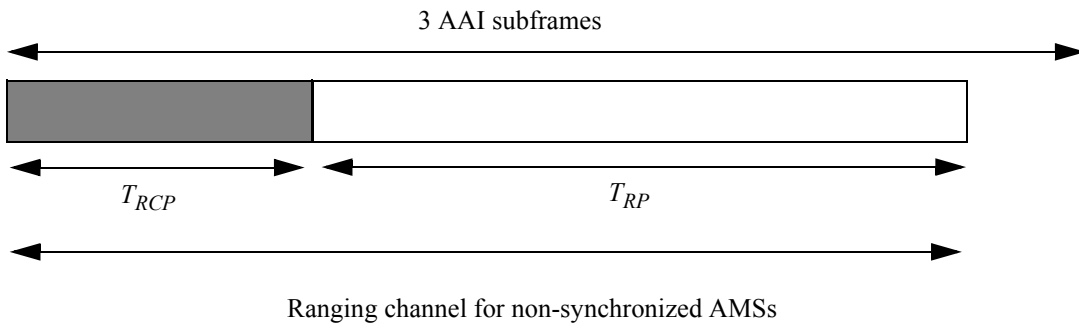 3 AAI subframes
T_RCP
T_RP
Ranging channel for non-synchronized AMSs